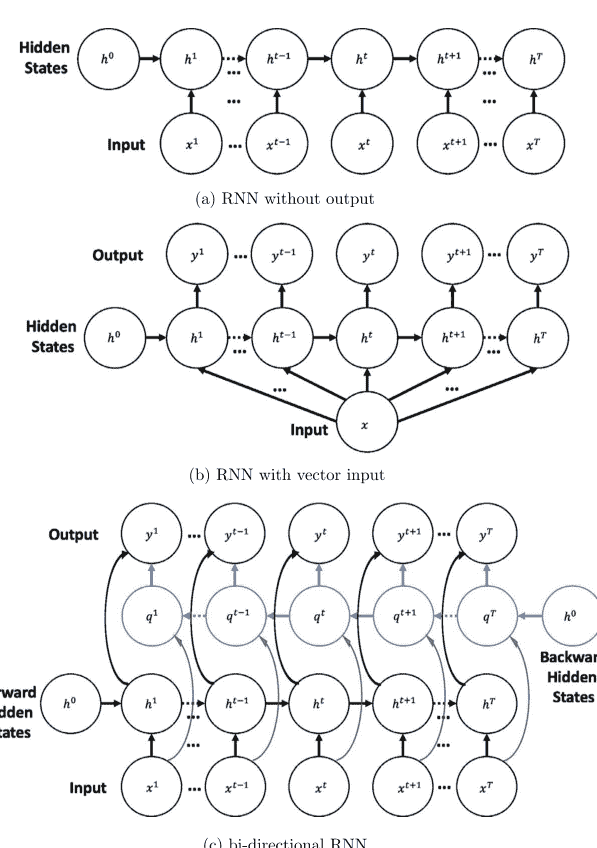 Hidden States
h⁰ h¹ ... hᵗ⁻¹ hᵗ hᵗ⁺¹ ... hᵀ
... ...
Input x¹ ... xᵗ⁻¹ xᵗ xᵗ⁺¹ ... xᵀ
(a) RNN without output
Output y¹ ... yᵗ⁻¹ yᵗ yᵗ⁺¹ ... yᵀ
Hidden States
h⁰ h¹ ... hᵗ⁻¹ hᵗ hᵗ⁺¹ ... hᵀ
... ...
Input x
(b) RNN with vector input
Output y¹ ... yᵗ⁻¹ yᵗ yᵗ⁺¹ ... yᵀ
q¹ qᵗ⁻¹ qᵗ qᵗ⁺¹ qᵀ h⁰
Backwar
Hidden
States
rward
dden
tates
h⁰ h¹ ... hᵗ⁻¹ hᵗ hᵗ⁺¹ ... hᵀ
... ...
Input x¹ ... xᵗ⁻¹ xᵗ xᵗ⁺¹ ... xᵀ
(c) bi-directional RNN